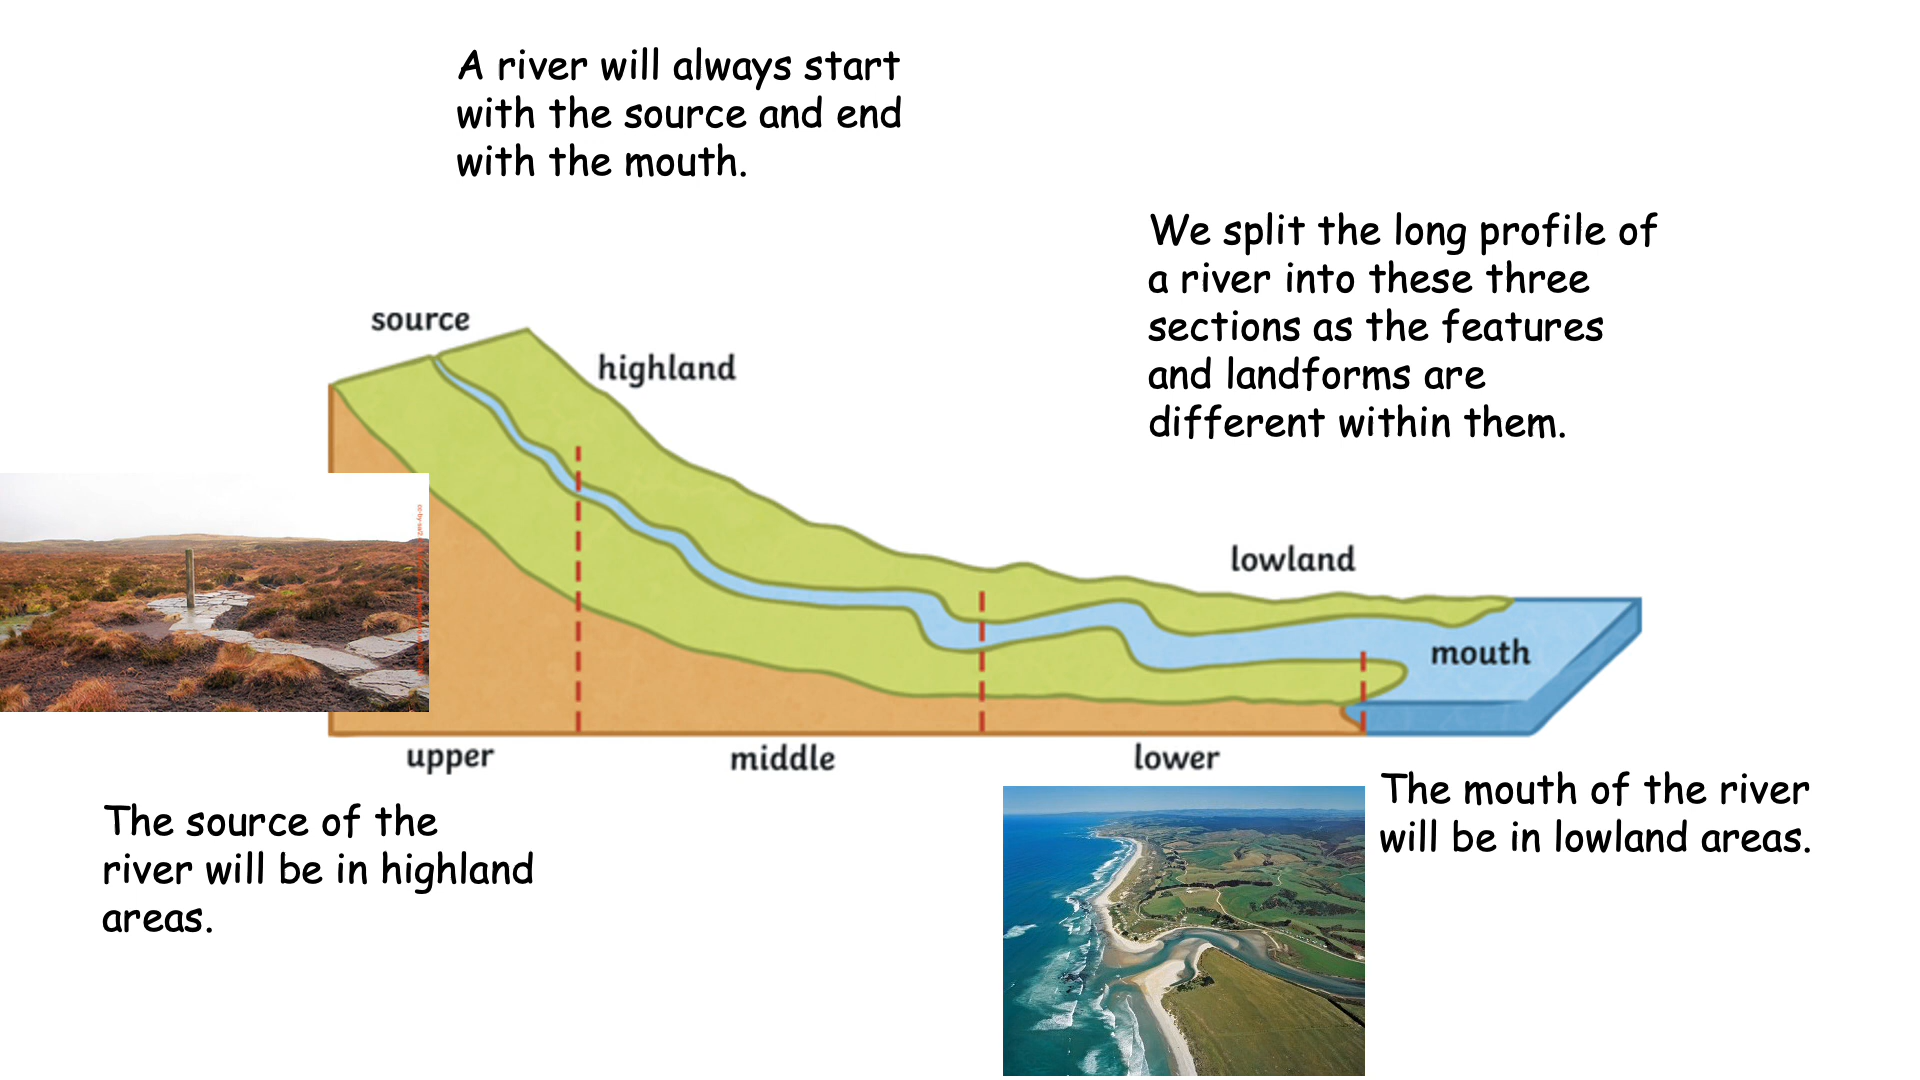 A river will always start
with the source and end
with the mouth.
We split the long profile of
a river into these three
sections as the features
and landforms are
different within them.
source
highland
lowland
mouth
upper
middle
lower
The source of the
river will be in highland
areas.
The mouth of the river
will be in lowland areas.